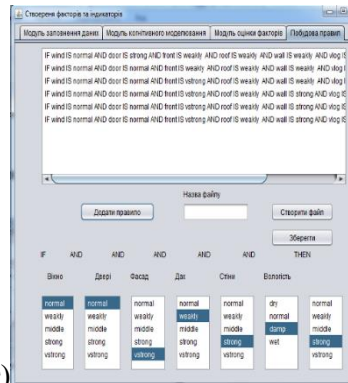 Створення факторів та індикаторів
Модуль заповнення даних Модуль когнітивного моделювання Модуль оцінки факторів Побудова правил
IF wind IS normal AND door IS strong AND front IS weakly AND roof IS weakly AND wall IS weakly AND vlog I
IF wind IS normal AND door IS normal AND front IS weakly AND roof IS weakly AND wall IS weakly AND vlog
IF wind IS normal AND door IS normal AND front IS vstrong AND roof IS weakly AND wall IS weakly AND vlog
IF wind IS normal AND door IS normal AND front IS vstrong AND roof IS weakly AND wall IS strong AND vlog
IF wind IS normal AND door IS normal AND front IS weakly AND roof IS weakly AND wall IS strong AND vlog IS
IF wind IS normal AND door IS normal AND front IS vstrong AND roof IS weakly AND wall IS strong AND vlog
Назва файлу
Додати правило Створити файл
Зберегти
IF AND AND AND AND AND THEN
Вікно Двері Фасад Дах Стіни Вологість
normal normal normal normal normal dry normal
weakly weakly weakly weakly weakly normal weakly
middle middle middle middle middle damp middle
strong strong strong strong strong wet strong
vstrong vstrong vstrong vstrong vstrong vstrong
)